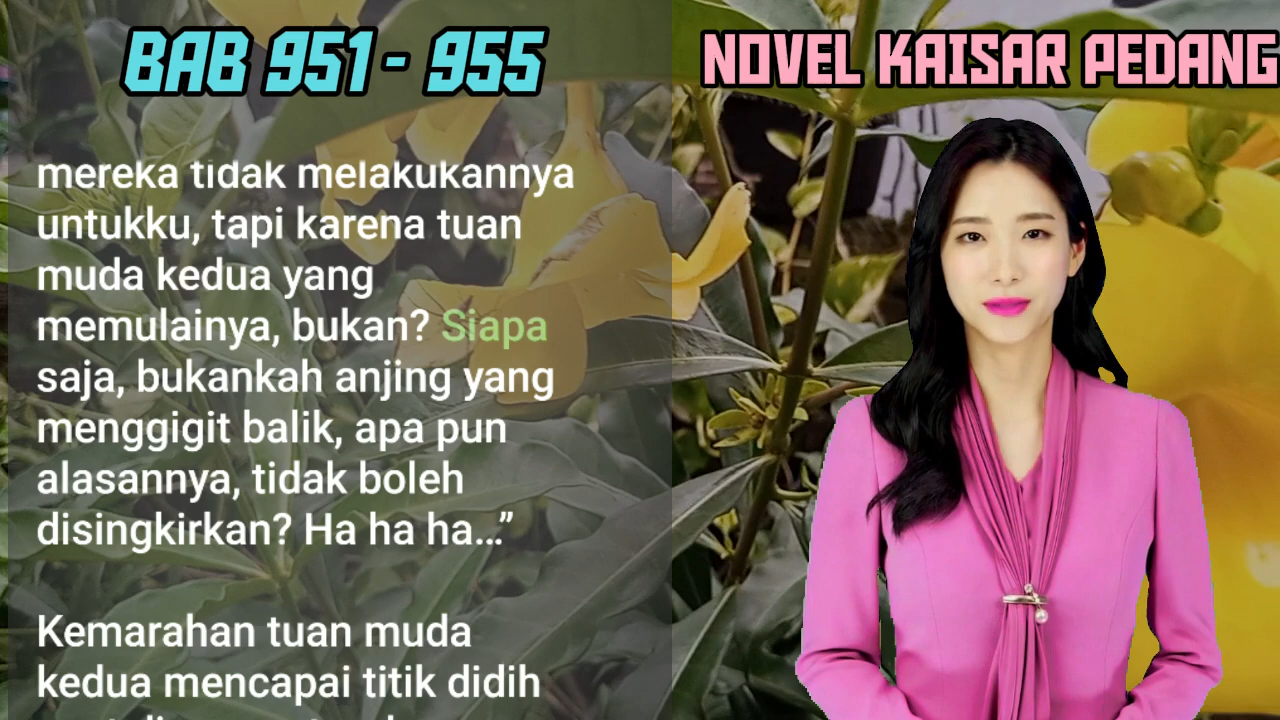 BAB 951 - 955
NOVEL KAISAR PEDANG
mereka tidak melakukannya
untukku, tapi karena tuan
muda kedua yang
memulainya, bukan? Siapa
saja, bukankah anjing yang
menggigit balik, apa pun
alasannya, tidak boleh
disingkirkan? Ha ha ha...”
Kemarahan tuan muda
kedua mencapai titik didih